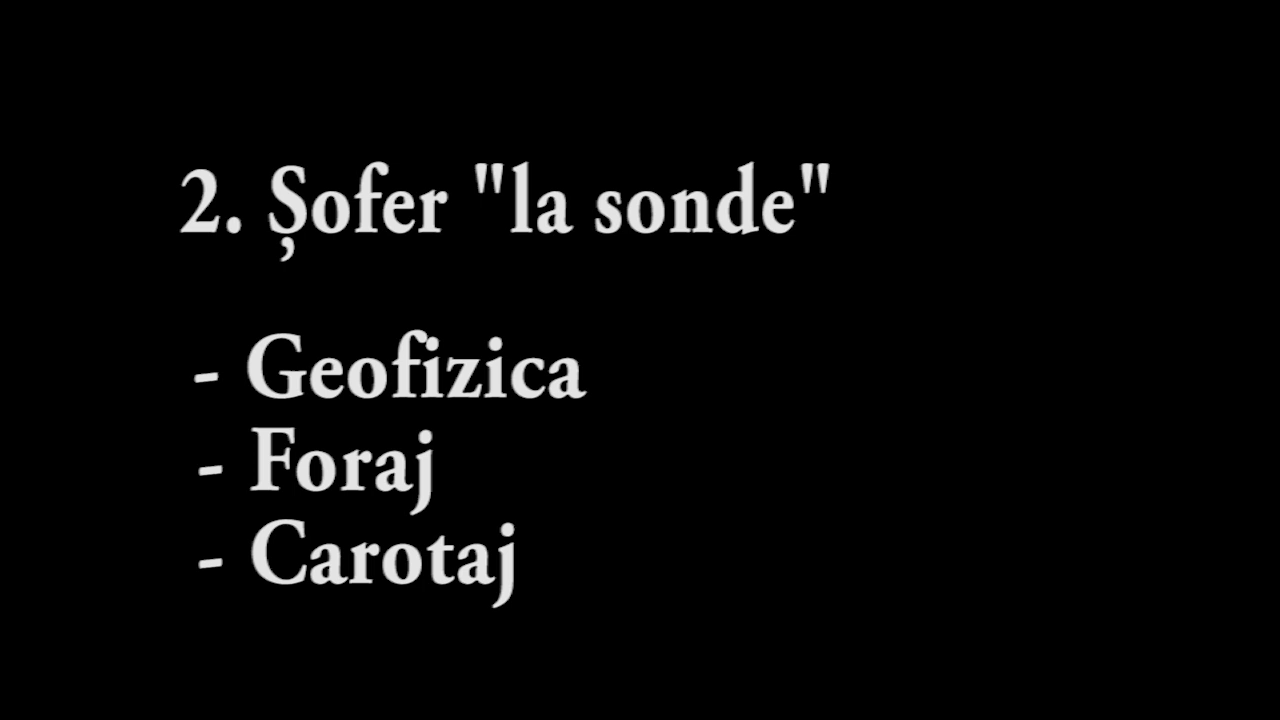 2. Șofer "la sonde"
- Geofizica
- Foraj
- Carotaj